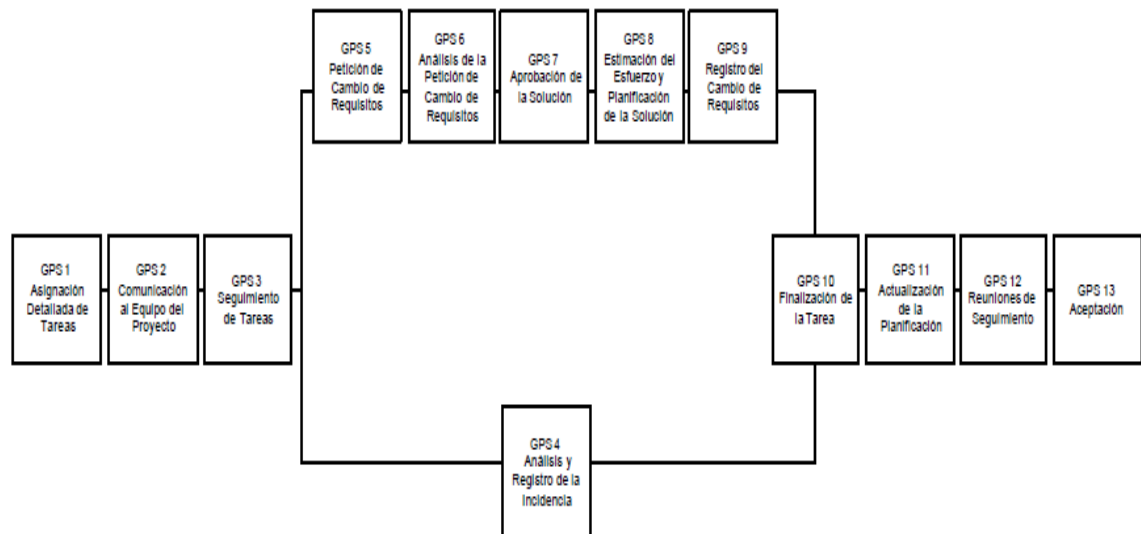 GPS 5
Petición de
Cambio de
Requisitos
GPS 6
Análisis de la
Petición de
Cambio de
Requisitos
GPS 7
Aprobación de
la Solución
GPS 8
Estimación del
Esfuerzo y
Planificación
de la Solución
GPS 9
Registro del
Cambio de
Requisitos
GPS 1
Asignación
Detallada de
Tareas
GPS 2
Comunicación
al Equipo del
Proyecto
GPS 3
Seguimiento
de Tareas
GPS 10
Finalización de
la Tarea
GPS 11
Actualización
de la
Planificación
GPS 12
Reuniones de
Seguimiento
GPS 13
Aceptación
GPS 4
Análisis y
Registro de la
Incidencia